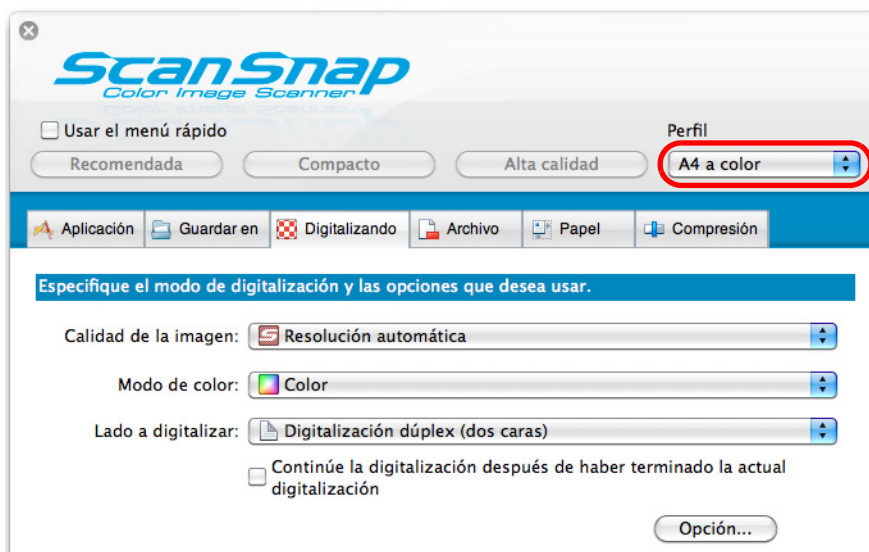 ScanSnap
Color Image Scanner
Usar el menú rápido
Perfil
Recomendada
Compacto
Alta calidad
A4 a color
Aplicación
Guardar en
Digitalizando
Archivo
Papel
Compresión
Especifique el modo de digitalización y las opciones que desea usar.
Calidad de la imagen: Resolución automática
Modo de color: Color
Lado a digitalizar: Digitalización dúplex (dos caras)
Continúe la digitalización después de haber terminado la actual
digitalización
Opción...